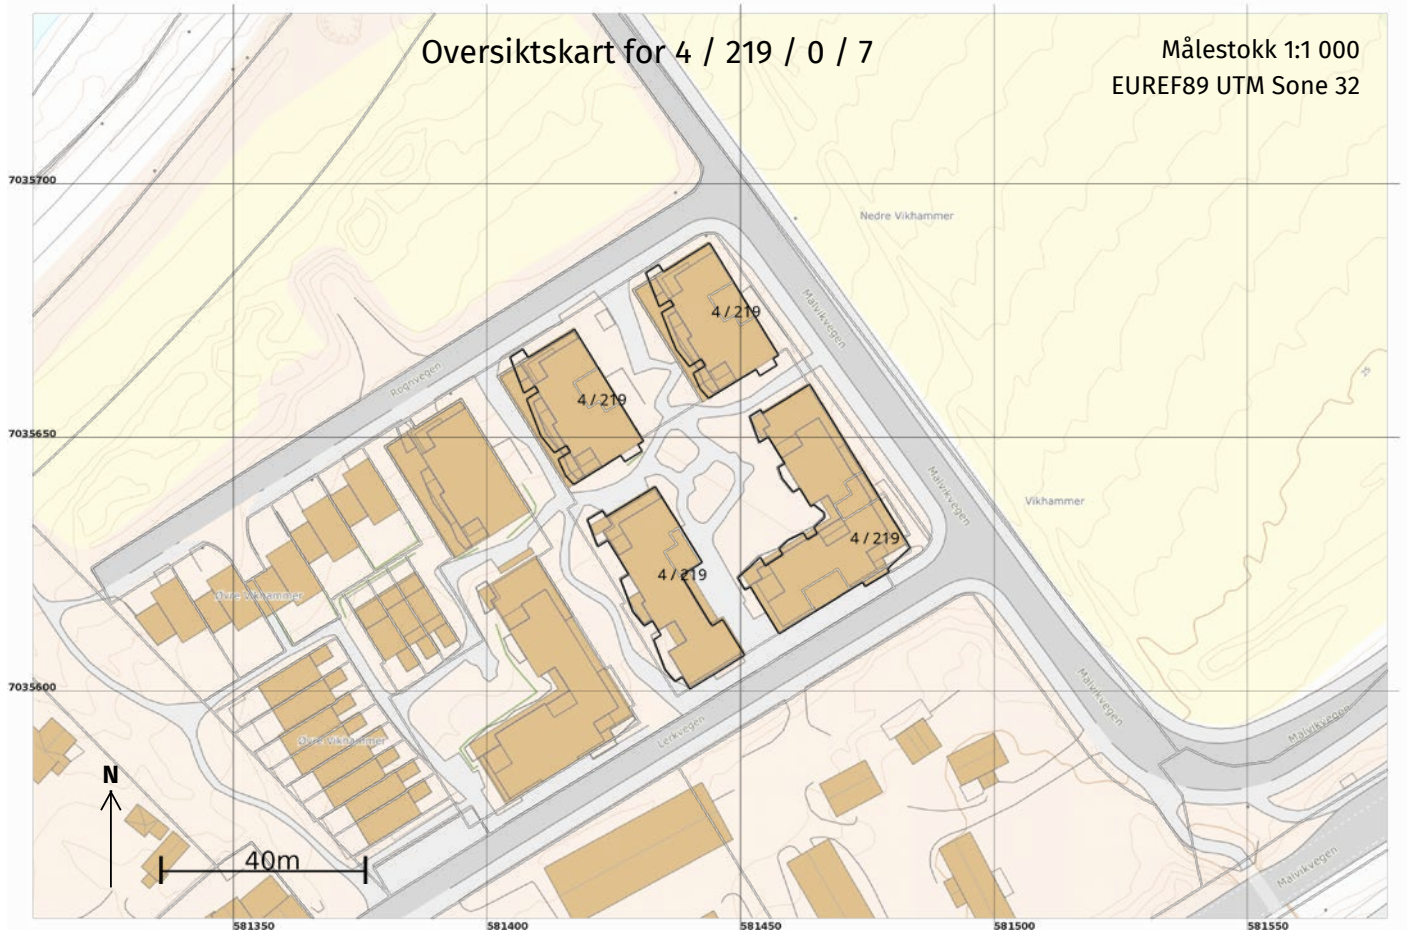 Oversiktskart for 4 / 219 / 0 / 7
Målestokk 1:1 000
EUREF89 UTM Sone 32
7035700
Nedre Vikhammer
4 / 219
Malvikvegen
Rognvegen
4 / 219
25
7035650
Malvikvegen
Vikhammer
4 / 219
4 / 219
Øvre Vikhammer
7035600
Malvikvegen
Malvikvegen
Lerkvegen
Øvre Vikhammer
N
40m
Malvikvegen
581350
581400
581450
581500
581550